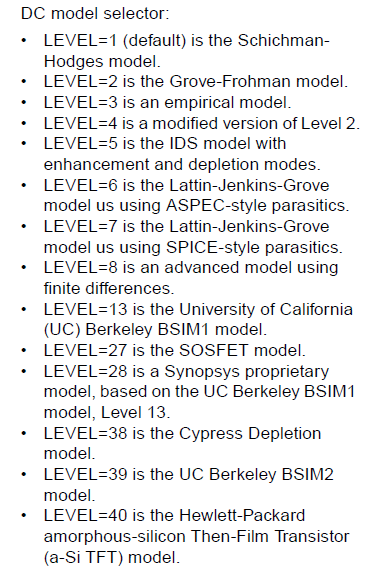 DC model selector:
• LEVEL=1 (default) is the Schichman-
Hodges model.
• LEVEL=2 is the Grove-Frohman model.
• LEVEL=3 is an empirical model.
• LEVEL=4 is a modified version of Level 2.
• LEVEL=5 is the IDS model with
enhancement and depletion modes.
• LEVEL=6 is the Lattin-Jenkins-Grove
model us using ASPEC-style parasitics.
• LEVEL=7 is the Lattin-Jenkins-Grove
model us using SPICE-style parasitics.
• LEVEL=8 is an advanced model using
finite differences.
• LEVEL=13 is the University of California
(UC) Berkeley BSIM1 model.
• LEVEL=27 is the SOSFET model.
• LEVEL=28 is a Synopsys proprietary
model, based on the UC Berkeley BSIM1
model, Level 13.
• LEVEL=38 is the Cypress Depletion
model.
• LEVEL=39 is the UC Berkeley BSIM2
model.
• LEVEL=40 is the Hewlett-Packard
amorphous-silicon Then-Film Transistor
(a-Si TFT) model.